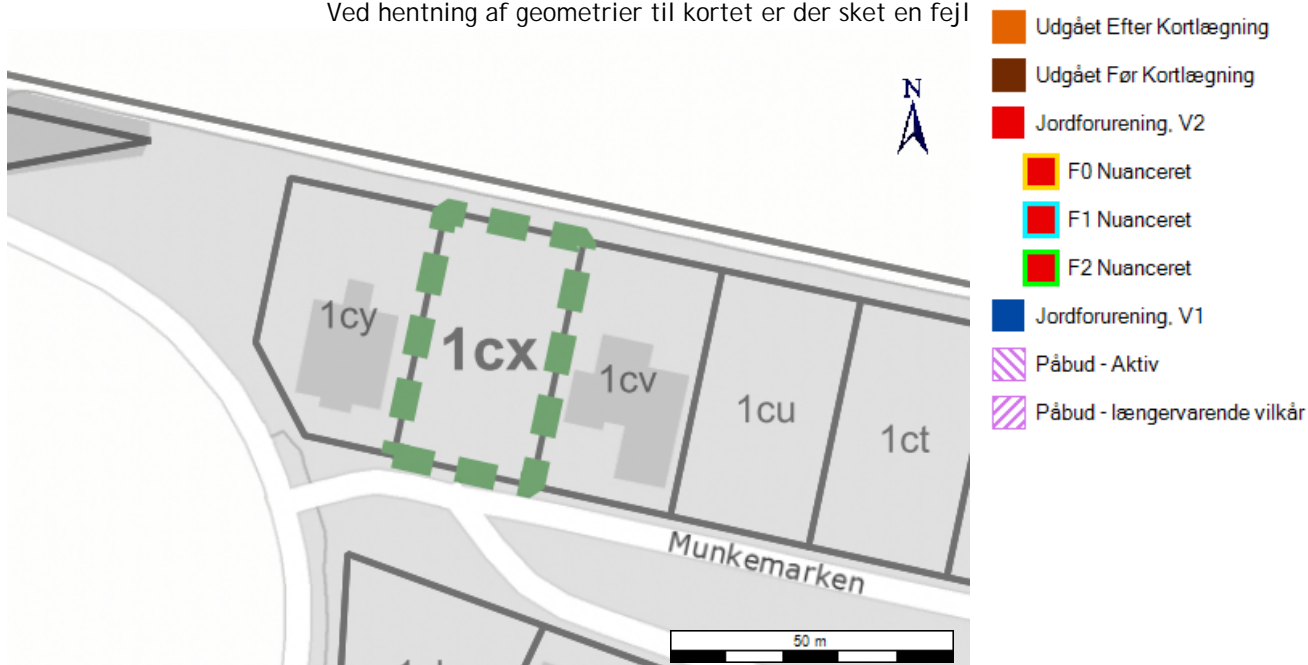 Ved hentning af geometrier til kortet er der sket en fejl
N
1cy
1cx
1cv
1cu
1ct
Munkemarken
50 m
Udgået Efter Kortlægning
Udgået Før Kortlægning
Jordforurening, V2
F0 Nuanceret
F1 Nuanceret
F2 Nuanceret
Jordforurening, V1
Påbud - Aktiv
Påbud - længervarende vilkår